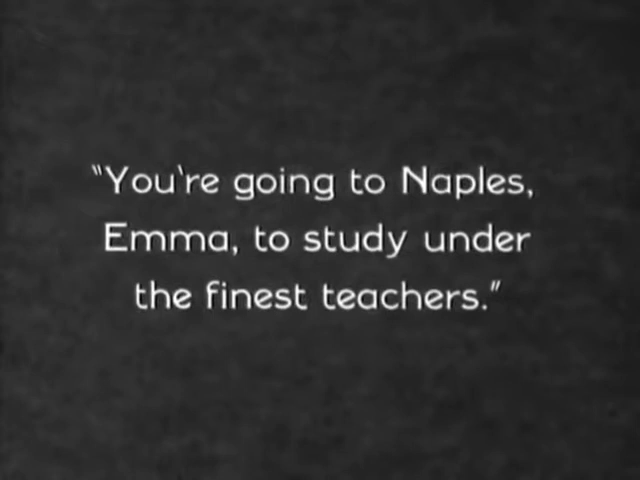 "You're going to Naples,
Emma, to study under
the finest teachers."